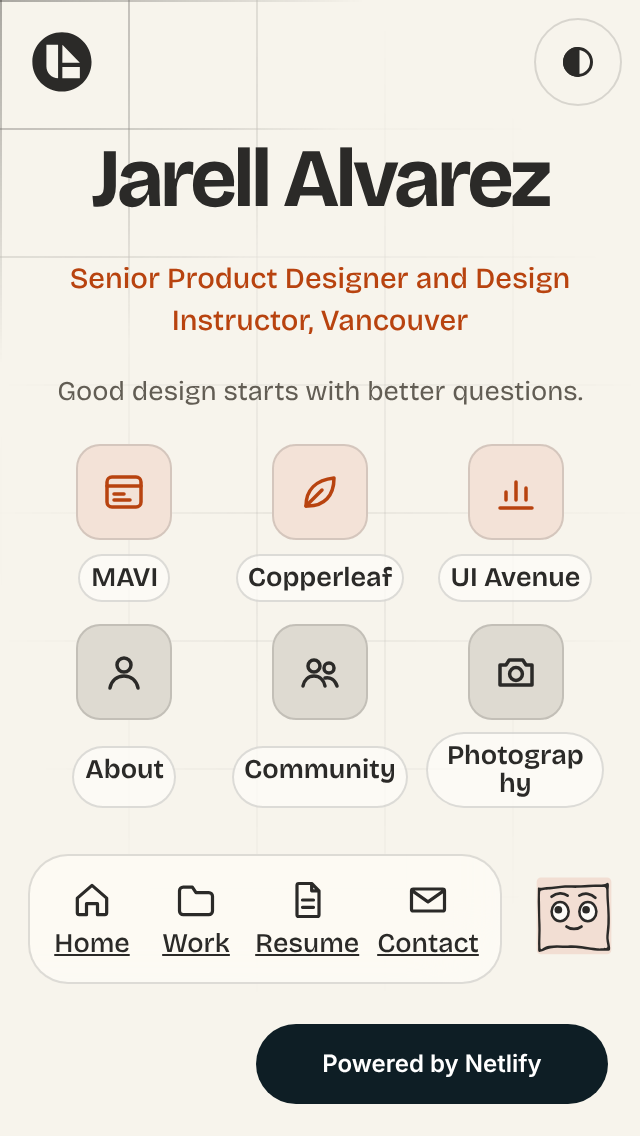 Jarell Alvarez
Senior Product Designer and Design
Instructor, Vancouver
Good design starts with better questions.
MAVI
Copperleaf
UI Avenue
About
Community
Photograp
hy
Home
Work
Resume
Contact
Powered by Netlify